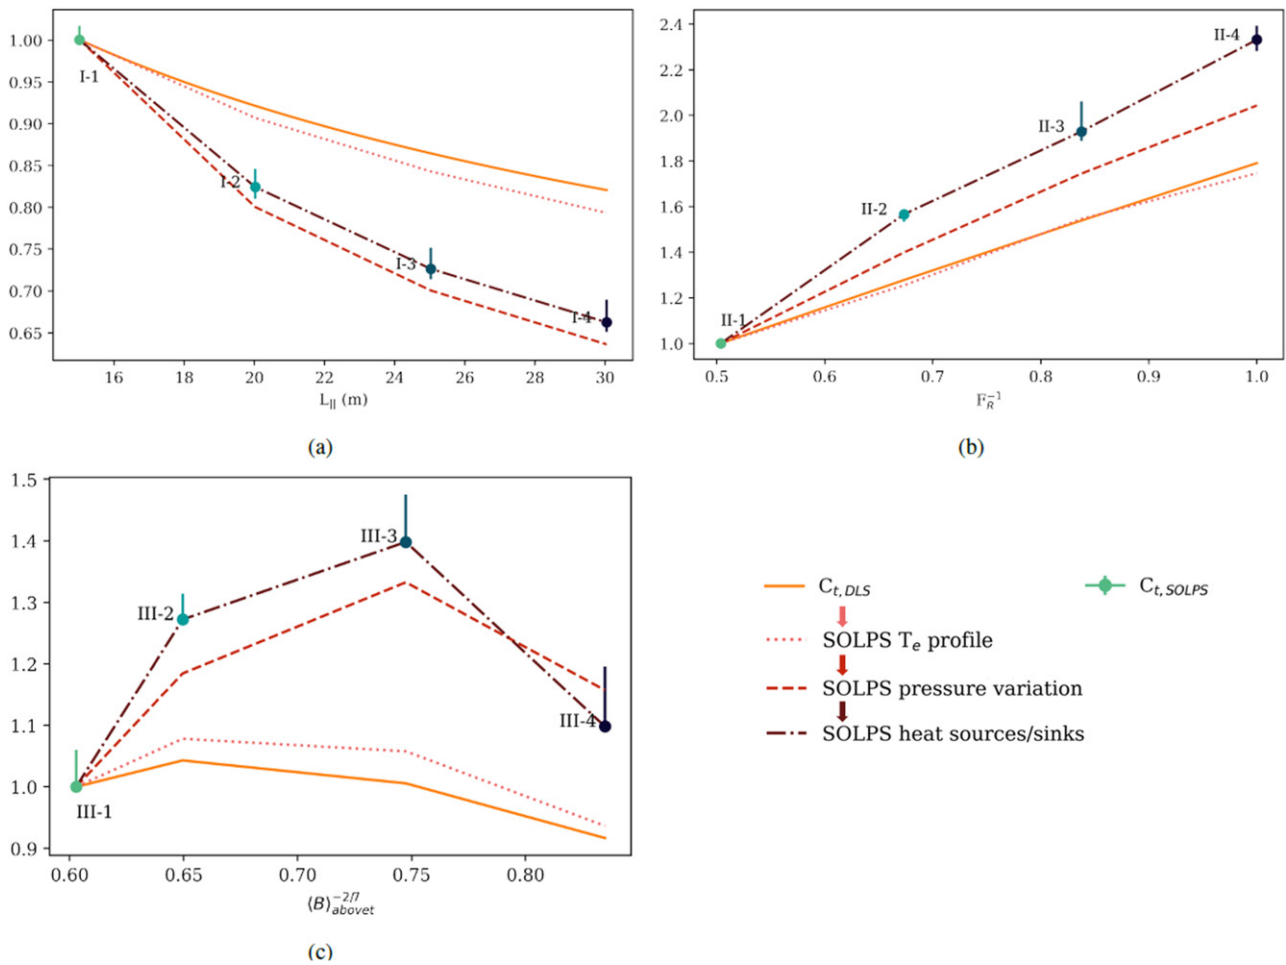 1.00
0.95
0.90
0.85
0.80
0.75
0.70
0.65
I-1
I-2
I-3
I-4
16 18 20 22 24 26 28 30
L|| (m)
(a)
2.4
2.2
2.0
1.8
1.6
1.4
1.2
1.0
II-4
II-3
II-2
II-1
0.5 0.6 0.7 0.8 0.9 1.0
F_R^{-1}
(b)
1.5
1.4
1.3
1.2
1.1
1.0
0.9
III-3
III-2
III-4
III-1
0.60 0.65 0.70 0.75 0.80
⟨B⟩_{abovet}^{-2/7}
(c)
C_{t,DLS}
C_{t,SOLPS}
SOLPS T_e profile
SOLPS pressure variation
SOLPS heat sources/sinks